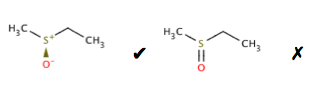 H₃C S⁺ CH₃ ✔ H₃C S CH₃ ✗
O⁻ O